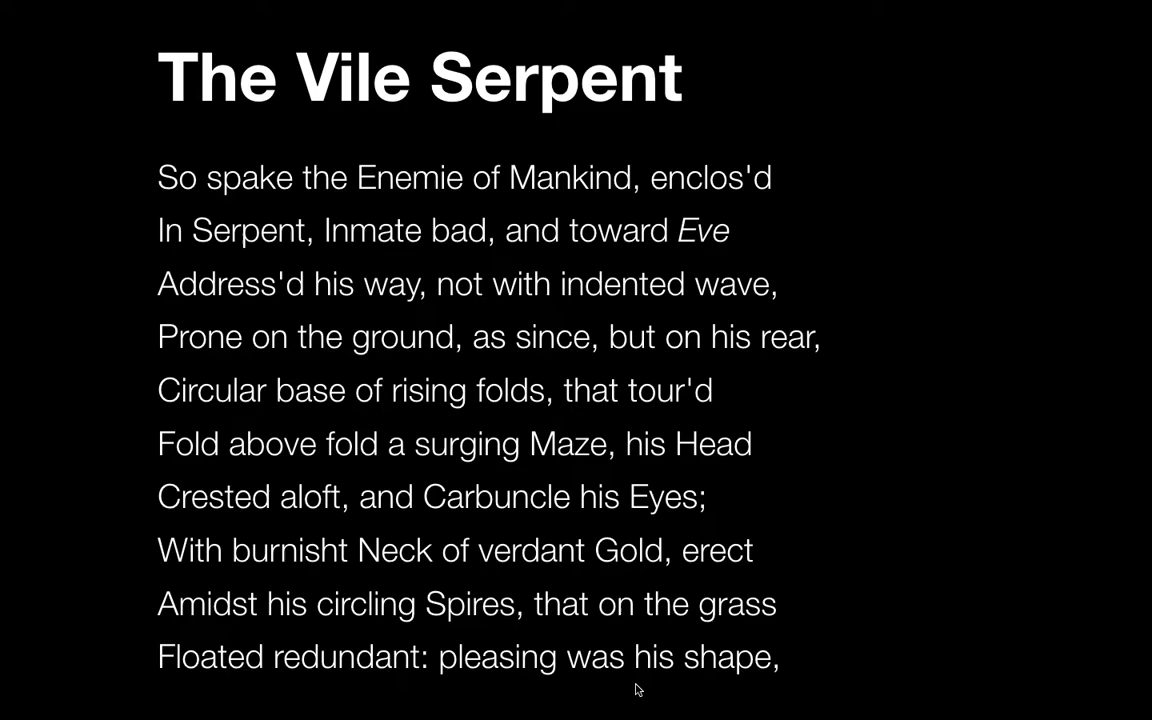 The Vile Serpent
So spake the Enemie of Mankind, enclos'd
In Serpent, Inmate bad, and toward Eve
Address'd his way, not with indented wave,
Prone on the ground, as since, but on his rear,
Circular base of rising folds, that tour'd
Fold above fold a surging Maze, his Head
Crested aloft, and Carbuncle his Eyes;
With burnisht Neck of verdant Gold, erect
Amidst his circling Spires, that on the grass
Floated redundant: pleasing was his shape,